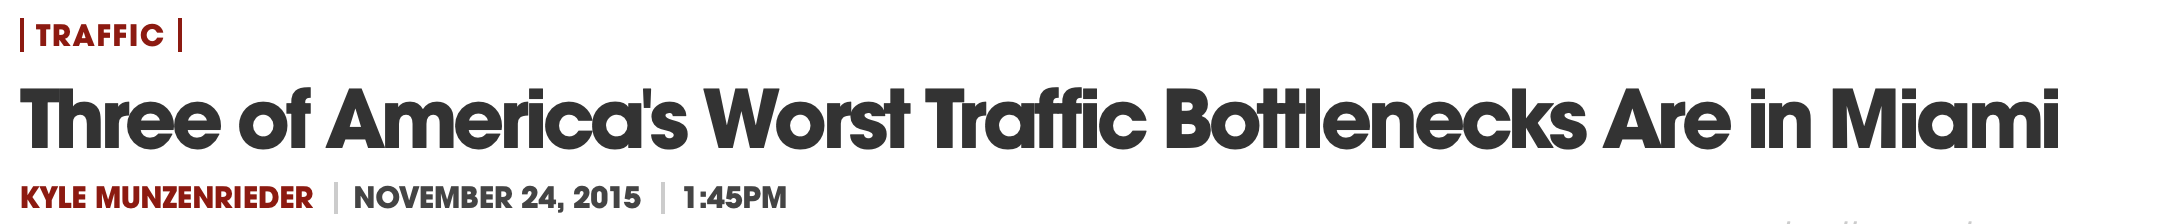 | TRAFFIC |
Three of America's Worst Traffic Bottlenecks Are in Miami
KYLE MUNZENRIEDER | NOVEMBER 24, 2015 | 1:45PM